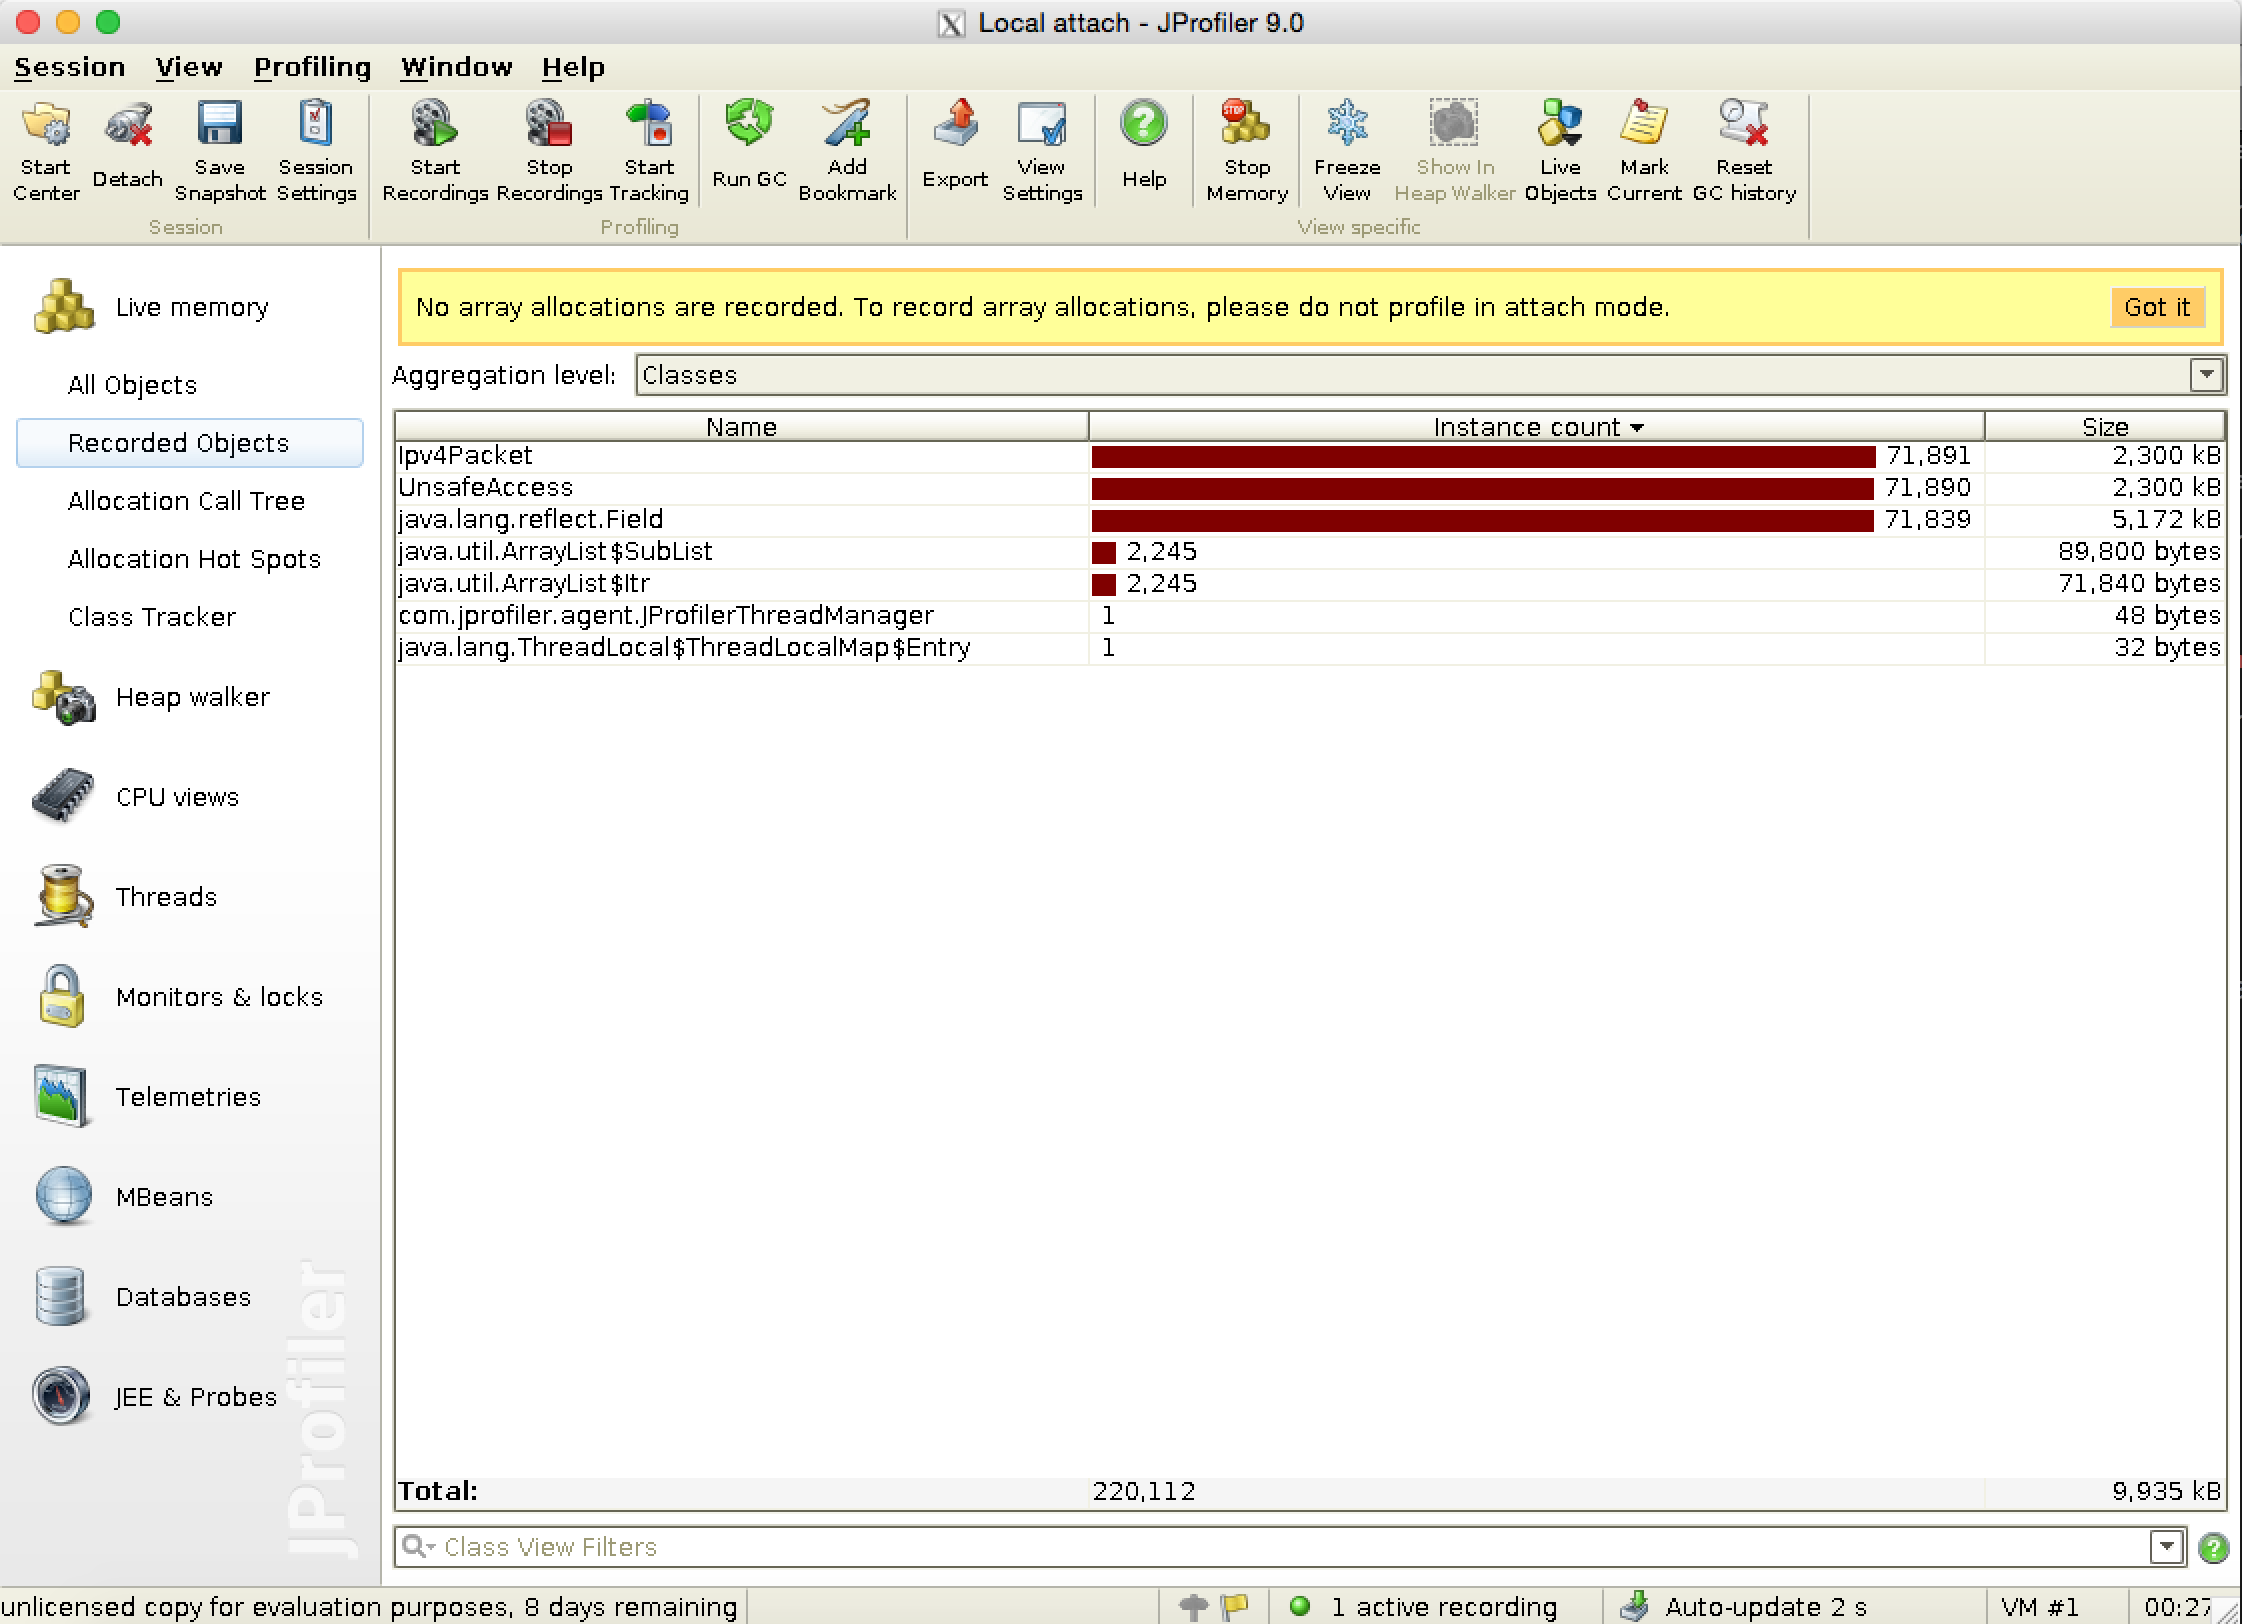 Local attach - JProfiler 9.0
Session View Profiling Window Help
Start Center
Detach
Save Snapshot
Session Settings
Start Recordings
Stop Recordings
Start Tracking
Run GC
Add Bookmark
Export
View Settings
Help
Stop Memory
Freeze View
Show In Heap Walker
Live Objects
Mark Current
Reset GC history
Session
Profiling
View specific
Live memory
All Objects
Recorded Objects
Allocation Call Tree
Allocation Hot Spots
Class Tracker
Heap walker
CPU views
Threads
Monitors & locks
Telemetries
MBeans
Databases
JEE & Probes
JProfiler
No array allocations are recorded. To record array allocations, please do not profile in attach mode. Got it
Aggregation level: Classes
Name Instance count Size
Ipv4Packet 71,891 2,300 kB
UnsafeAccess 71,890 2,300 kB
java.lang.reflect.Field 71,839 5,172 kB
java.util.ArrayList$SubList 2,245 89,800 bytes
java.util.ArrayList$Itr 2,245 71,840 bytes
com.jprofiler.agent.JProfilerThreadManager 1 48 bytes
java.lang.ThreadLocal$ThreadLocalMap$Entry 1 32 bytes
Total: 220,112 9,935 kB
Class View Filters
unlicensed copy for evaluation purposes, 8 days remaining 1 active recording Auto-update 2 s VM #1 00:27